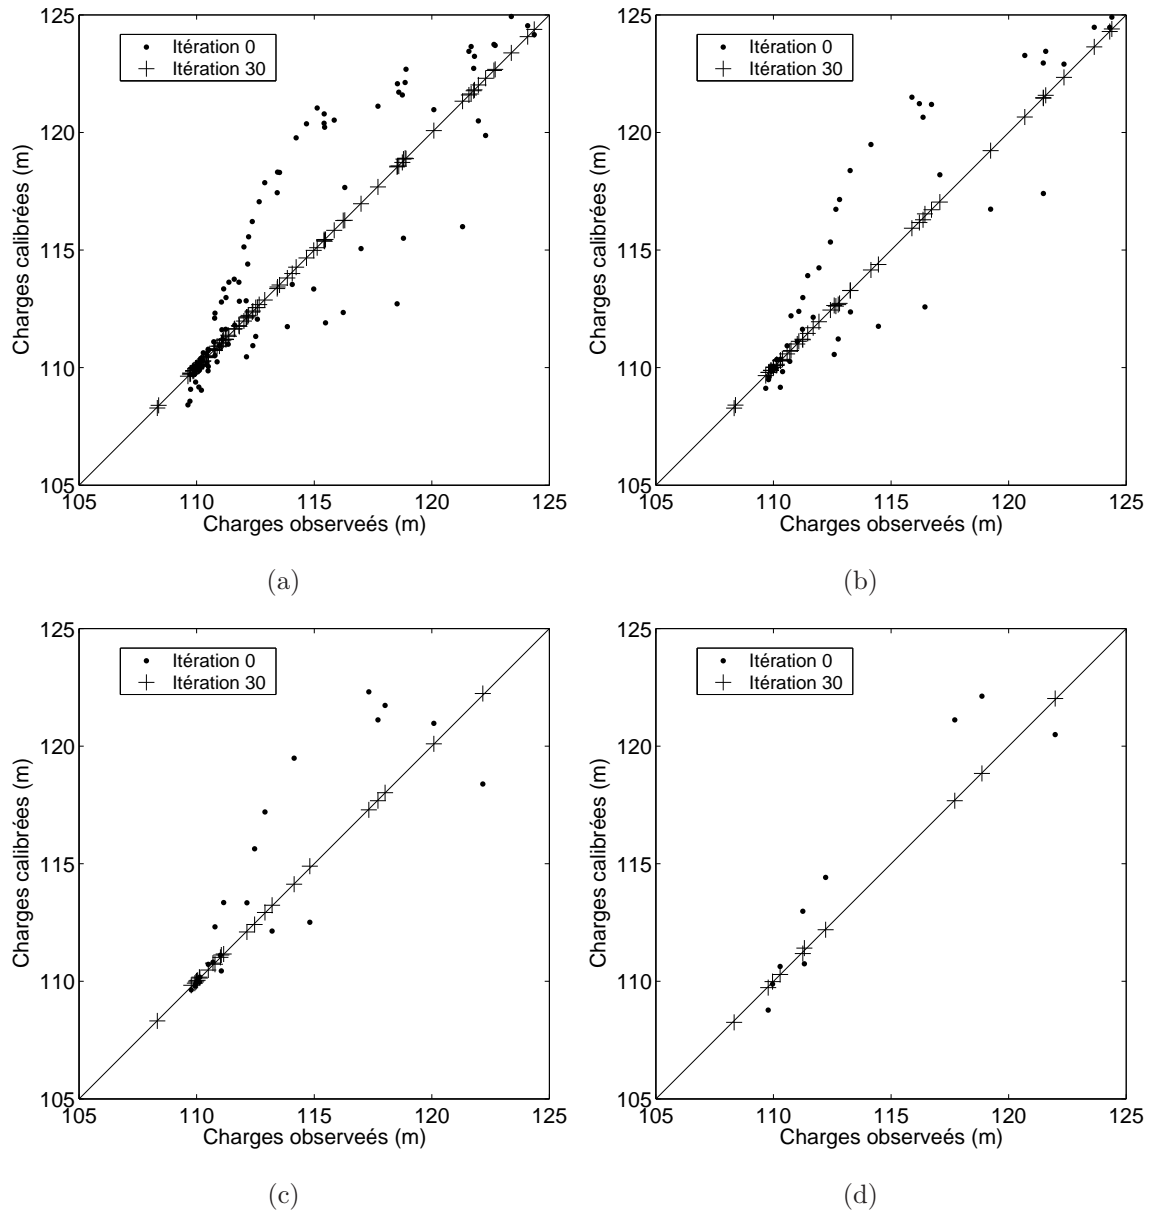 125
120
115
110
105
105
110
115
120
125
Charges calibrées (m)
Charges observeés (m)
Itération 0
Itération 30
(a)
125
120
115
110
105
105
110
115
120
125
Charges calibrées (m)
Charges observeés (m)
Itération 0
Itération 30
(b)
125
120
115
110
105
105
110
115
120
125
Charges calibrées (m)
Charges observeés (m)
Itération 0
Itération 30
(c)
125
120
115
110
105
105
110
115
120
125
Charges calibrées (m)
Charges observeés (m)
Itération 0
Itération 30
(d)